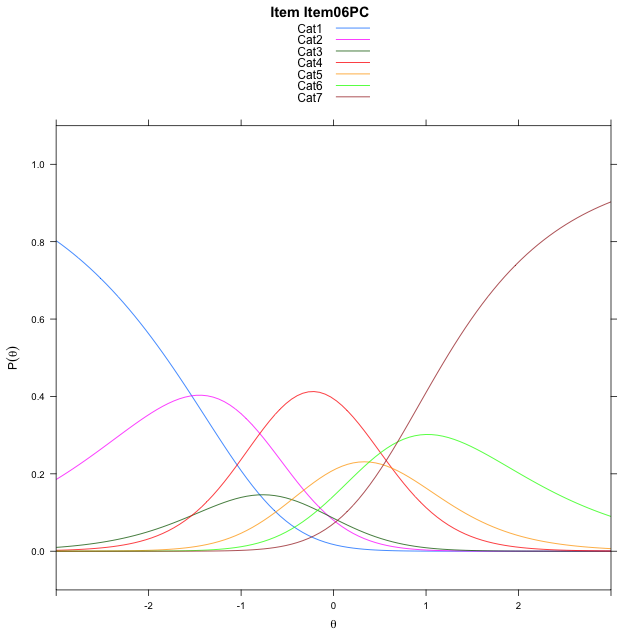 Item Item06PC
Cat1
Cat2
Cat3
Cat4
Cat5
Cat6
Cat7
1.0
0.8
0.6
0.4
0.2
0.0
P(θ)
-2 -1 0 1 2
θ